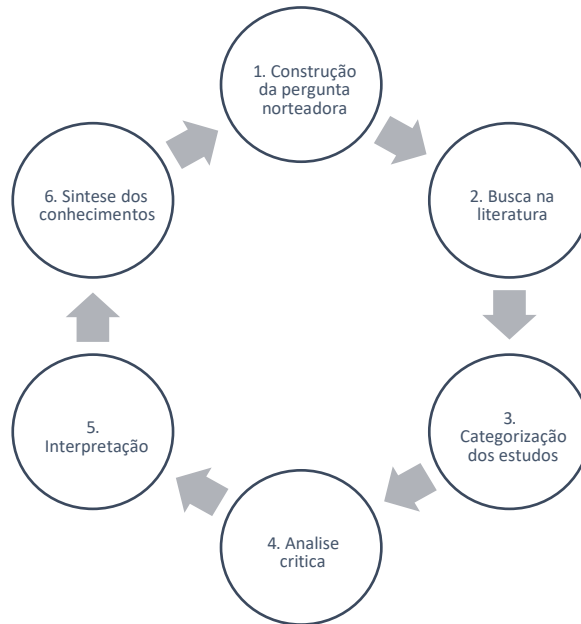 1. Construção
da pergunta
norteadora
2. Busca na
literatura
3.
Categorização
dos estudos
4. Analise
critica
5.
Interpretação
6. Sintese dos
conhecimentos